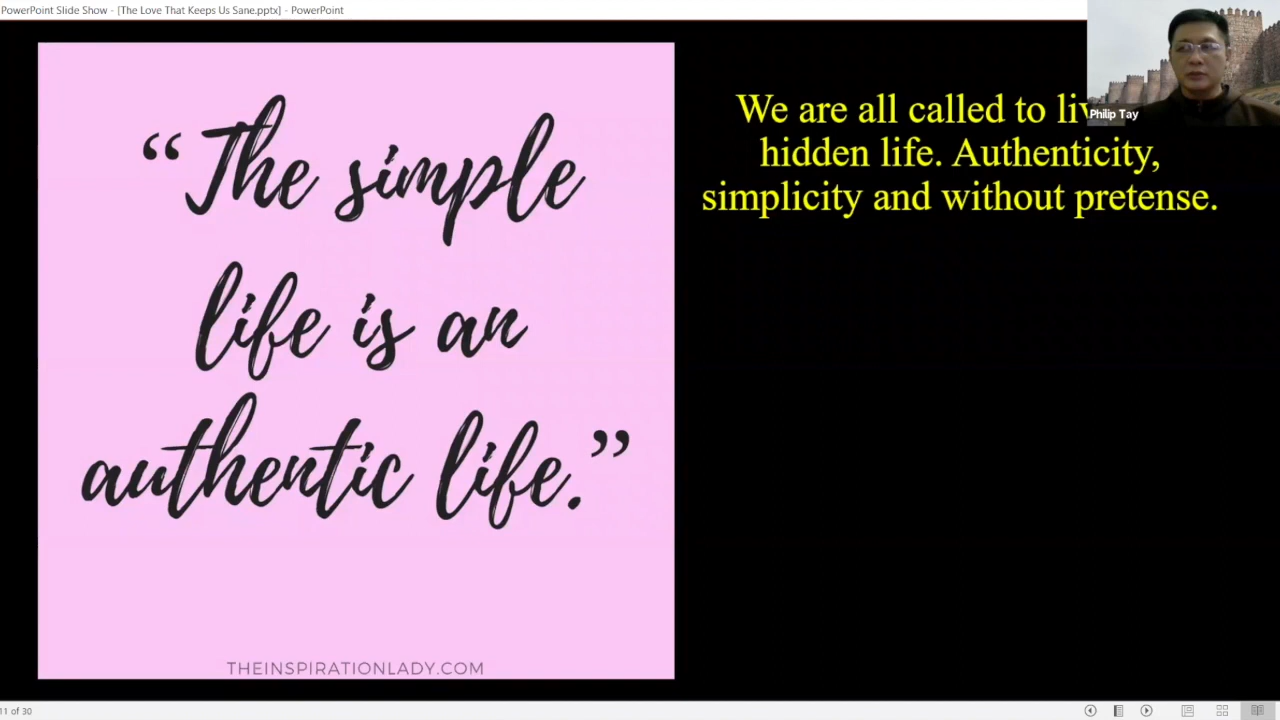 PowerPoint Slide Show - [The Love That Keeps Us Sane.pptx] - PowerPoint
“The simple
life is an
authentic life.”
THEINSPIRATIONLADY.COM
We are all called to
hidden life. Authenticity,
simplicity and without pretense.
Philip Tay
11 of 30